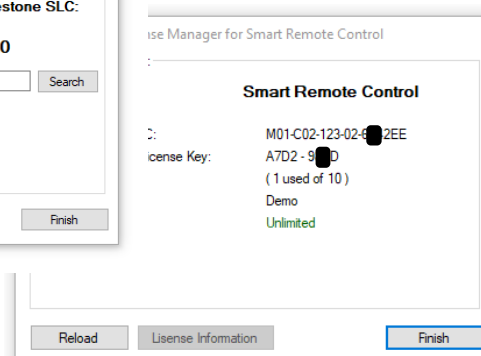 estone SLC:
0
Search
Finish
nse Manager for Smart Remote Control
Smart Remote Control
C: M01-C02-123-02-6 2EE
icense Key: A7D2 - 9 D
( 1 used of 10 )
Demo
Unlimited
Reload Lisense Information Finish